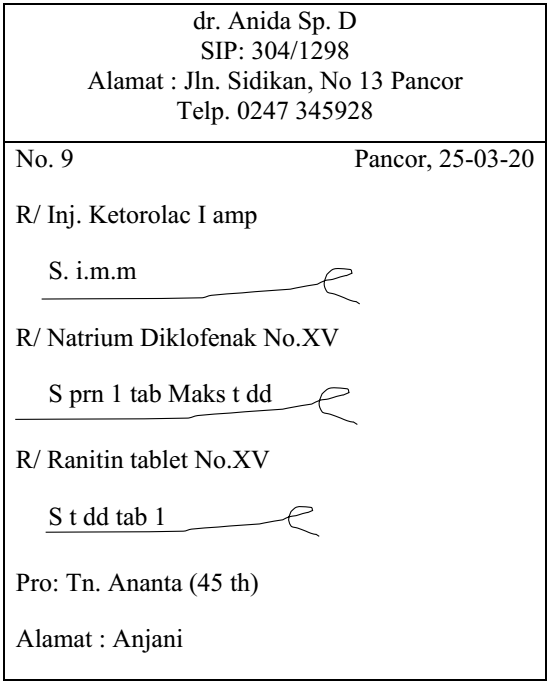 dr. Anida Sp. D
SIP: 304/1298
Alamat : Jln. Sidikan, No 13 Pancor
Telp. 0247 345928
No. 9 Pancor, 25-03-20
R/ Inj. Ketorolac I amp
S. i.m.m
R/ Natrium Diklofenak No.XV
S prn 1 tab Maks t dd
R/ Ranitin tablet No.XV
S t dd tab 1
Pro: Tn. Ananta (45 th)
Alamat : Anjani